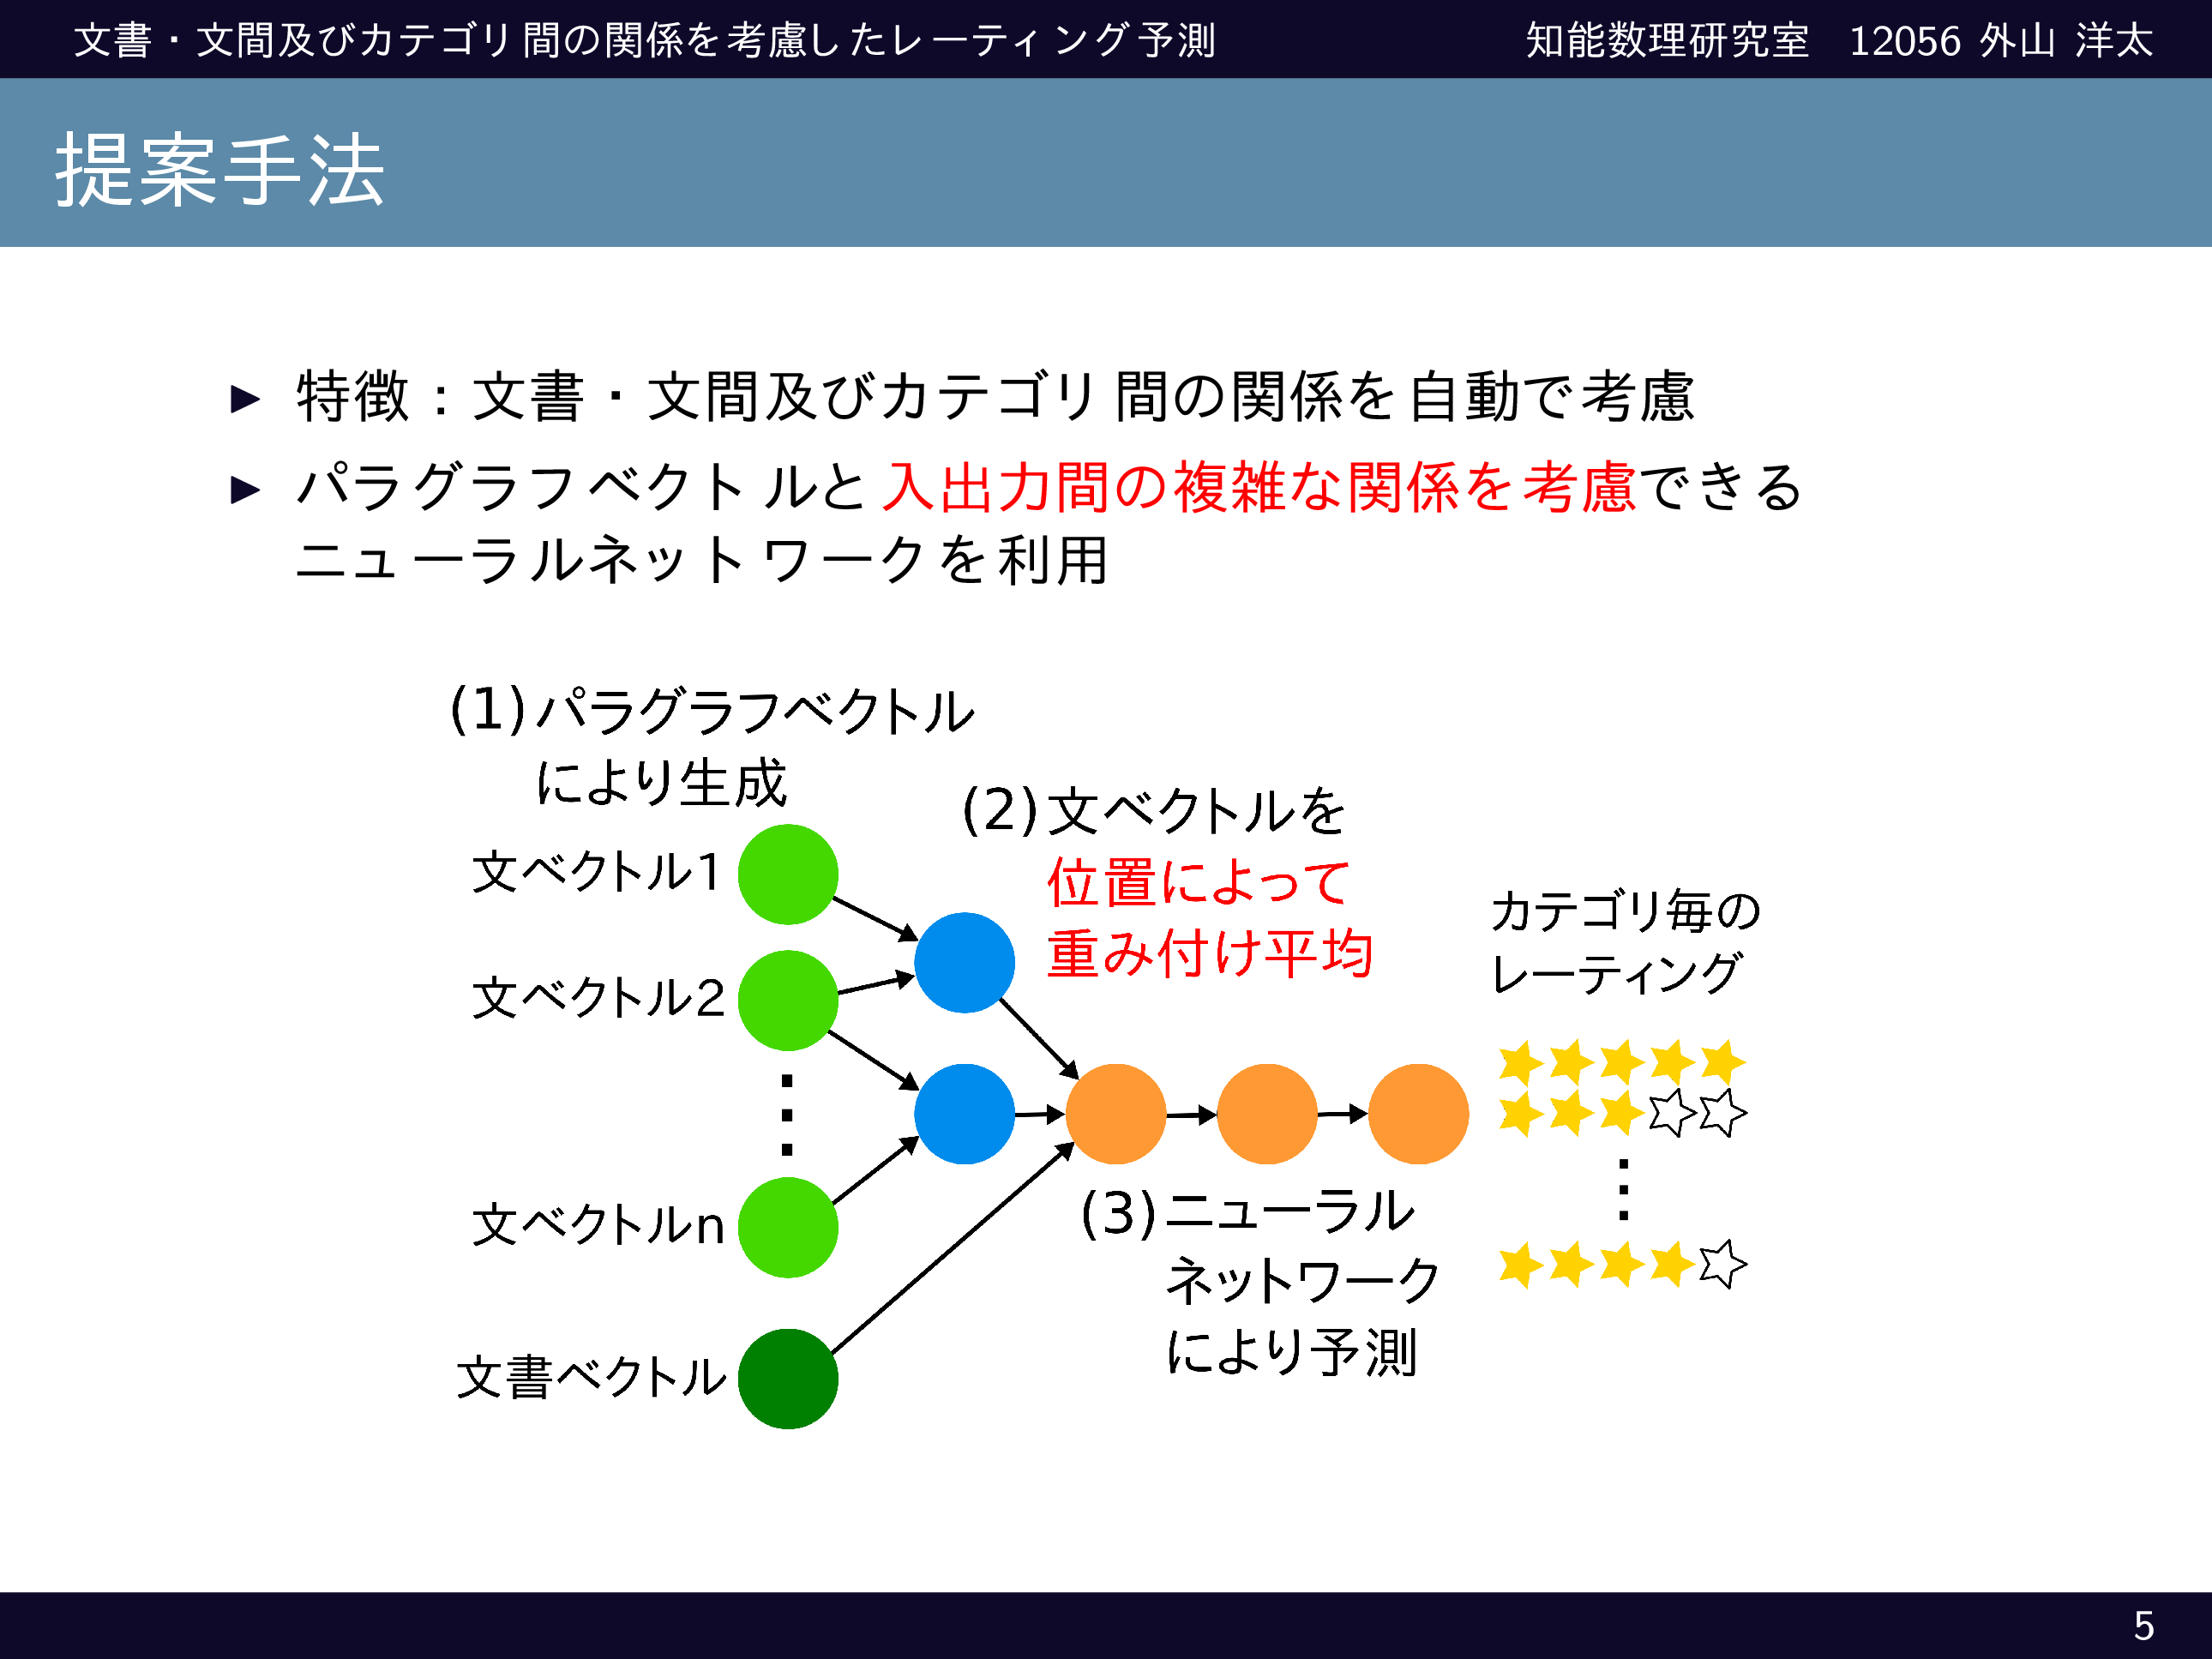 文書・文間及びカテゴリ間の関係を考慮したレーティング予測
知能数理研究室 12056 外山 洋太
提案手法
特徴：文書・文間及びカテゴリ間の関係を自動で考慮
パラグラフベクトルと入出力間の複雑な関係を考慮できる
ニューラルネットワークを利用
(1)パラグラフベクトル
により生成
(2)文ベクトルを
位置によって
重み付け平均
文ベクトル1
文ベクトル2
文ベクトルn
文書ベクトル
(3)ニューラル
ネットワーク
により予測
カテゴリ毎の
レーティング
5